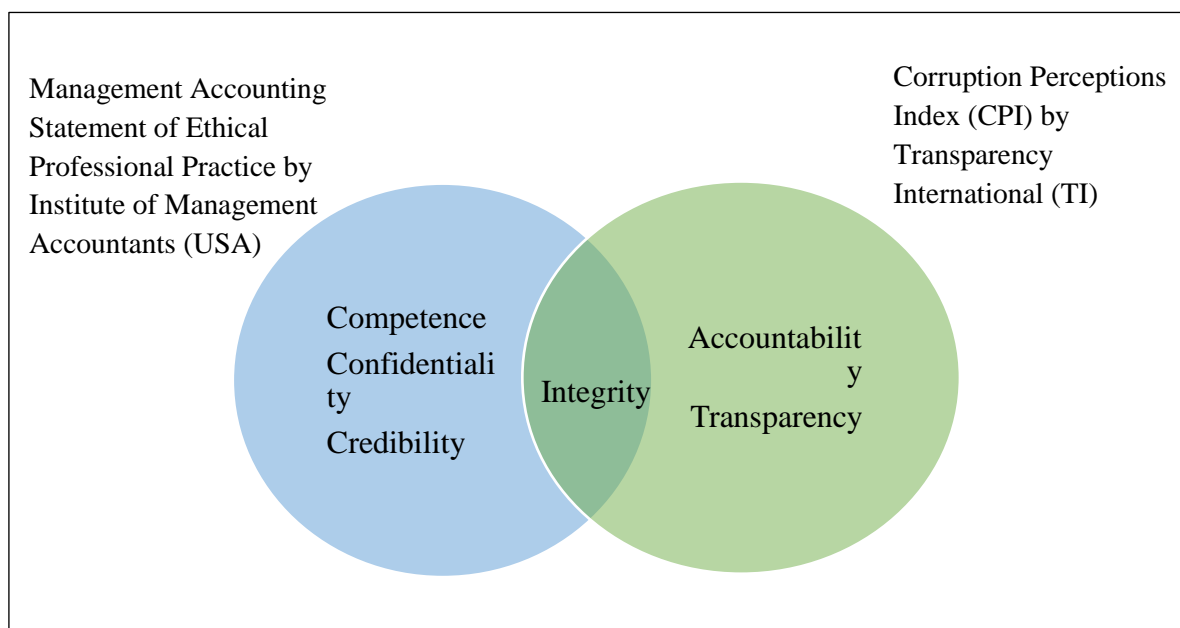 Management Accounting
Statement of Ethical
Professional Practice by
Institute of Management
Accountants (USA)
Corruption Perceptions
Index (CPI) by
Transparency
International (TI)
Competence
Confidentiali
ty
Credibility
Integrity
Accountabilit
y
Transparency